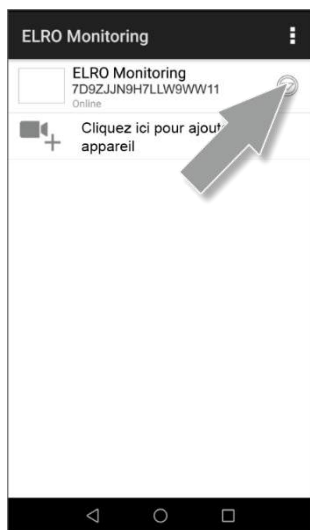 ELRO Monitoring
ELRO Monitoring
7D9ZJJN9H7LLW9WW11
Online
Cliquez ici pour ajout
appareil